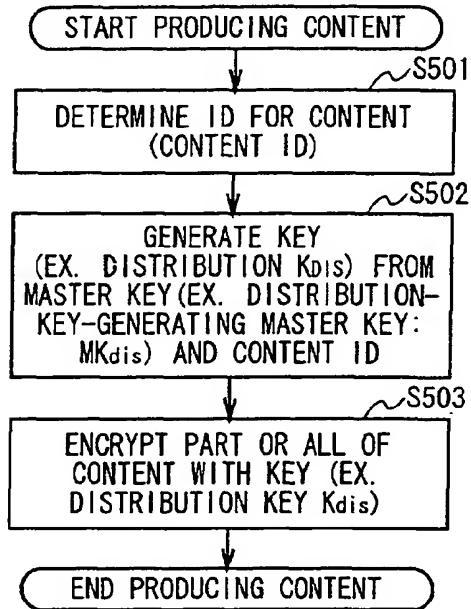 START PRODUCING CONTENT
S501
DETERMINE ID FOR CONTENT
(CONTENT ID)
S502
GENERATE KEY
(EX. DISTRIBUTION KDIS) FROM
MASTER KEY(EX. DISTRIBUTION-
KEY-GENERATING MASTER KEY:
MKdis) AND CONTENT ID
S503
ENCRYPT PART OR ALL OF
CONTENT WITH KEY (EX.
DISTRIBUTION KEY Kdis)
END PRODUCING CONTENT